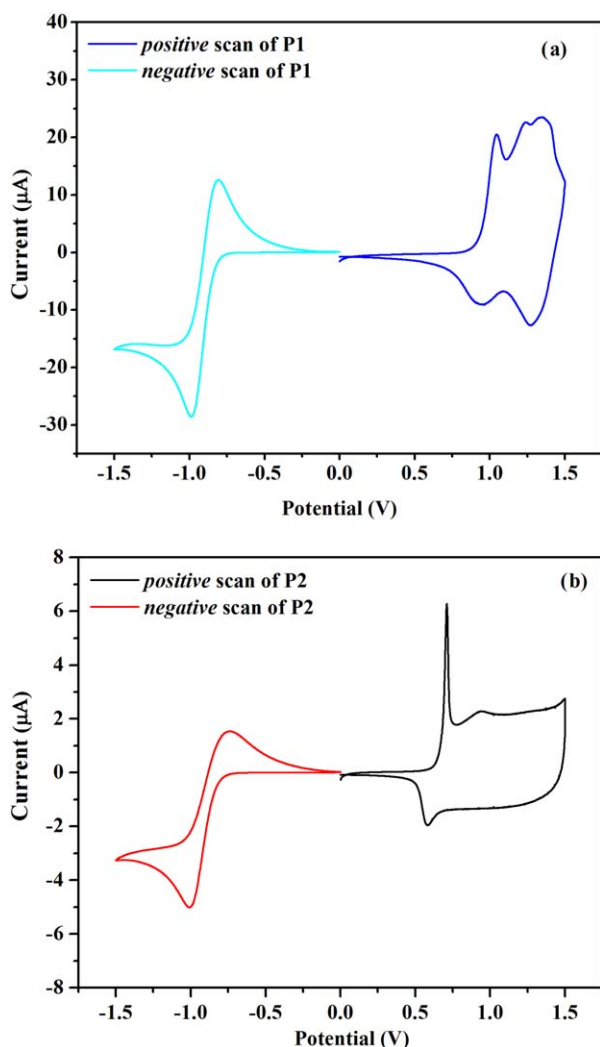 40
30
20
10
0
-10
-20
-30
-1.5 -1.0 -0.5 0.0 0.5 1.0 1.5
Current (μA)
Potential (V)
positive scan of P1
negative scan of P1
(a)
8
6
4
2
0
-2
-4
-6
-8
-1.5 -1.0 -0.5 0.0 0.5 1.0 1.5
Current (μA)
Potential (V)
positive scan of P2
negative scan of P2
(b)